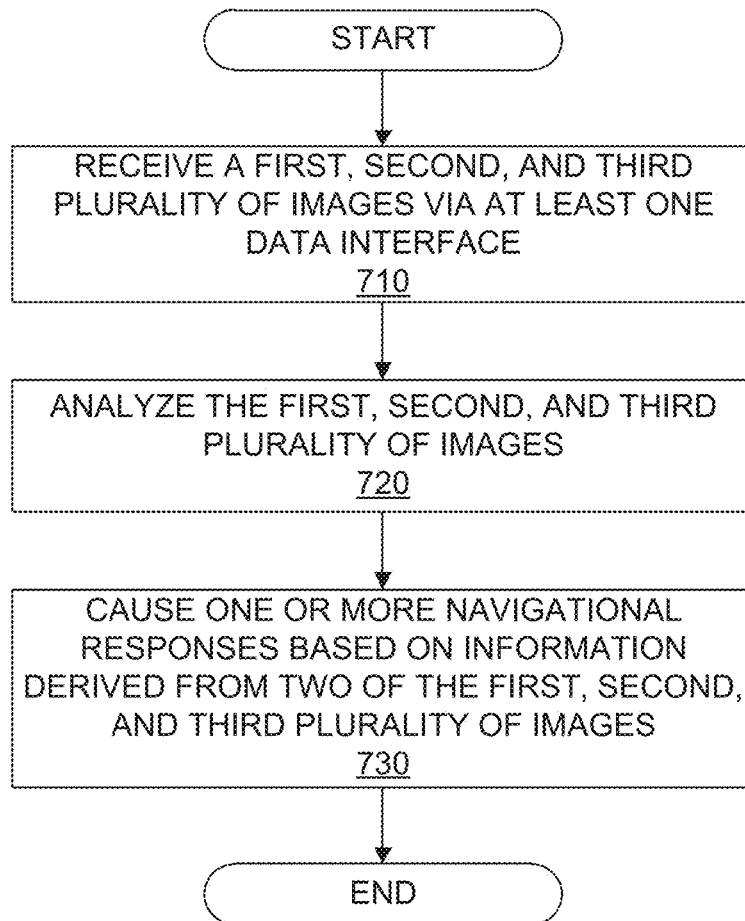 START
RECEIVE A FIRST, SECOND, AND THIRD
PLURALITY OF IMAGES VIA AT LEAST ONE
DATA INTERFACE
710
ANALYZE THE FIRST, SECOND, AND THIRD
PLURALITY OF IMAGES
720
CAUSE ONE OR MORE NAVIGATIONAL
RESPONSES BASED ON INFORMATION
DERIVED FROM TWO OF THE FIRST, SECOND,
AND THIRD PLURALITY OF IMAGES
730
END